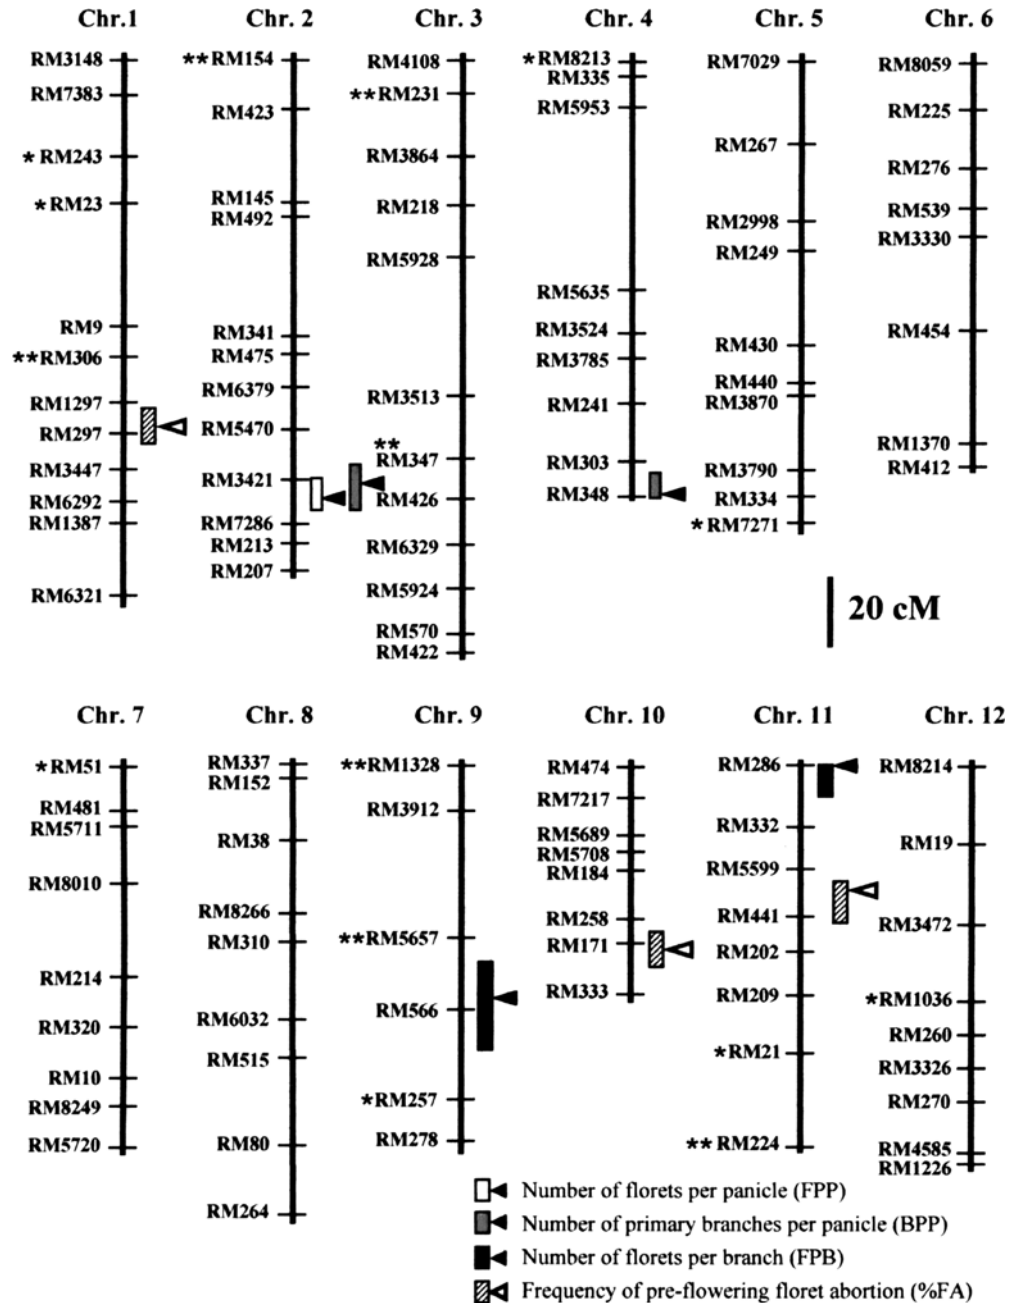 Chr.1 Chr. 2 Chr. 3 Chr. 4 Chr. 5 Chr. 6
RM3148
RM7383
*RM243
*RM23
RM9
**RM306
RM1297
RM297
RM3447
RM6292
RM1387
RM6321
**RM154
RM423
RM145
RM492
RM341
RM475
RM6379
RM5470
RM3421
RM7286
RM213
RM207
RM4108
**RM231
RM3864
RM218
RM5928
RM3513
**
RM347
RM426
RM6329
RM5924
RM570
RM422
*RM8213
RM335
RM5953
RM5635
RM3524
RM3785
RM241
RM303
RM348
RM7029
RM267
RM2998
RM249
RM430
RM440
RM3870
RM3790
RM334
*RM7271
RM8059
RM225
RM276
RM539
RM3330
RM454
RM1370
RM412
20 cM
Chr. 7 Chr. 8 Chr. 9 Chr. 10 Chr. 11 Chr. 12
*RM51
RM481
RM5711
RM8010
RM214
RM320
RM10
RM8249
RM5720
RM337
RM152
RM38
RM8266
RM310
RM6032
RM515
RM80
RM264
**RM1328
RM3912
**RM5657
RM566
*RM257
RM278
RM474
RM7217
RM5689
RM5708
RM184
RM258
RM171
RM333
RM286
RM332
RM5599
RM441
RM202
RM209
*RM21
**RM224
RM8214
RM19
RM3472
*RM1036
RM260
RM3326
RM270
RM4585
RM1226
Number of florets per panicle (FPP)
Number of primary branches per panicle (BPP)
Number of florets per branch (FPB)
Frequency of pre-flowering floret abortion (%FA)